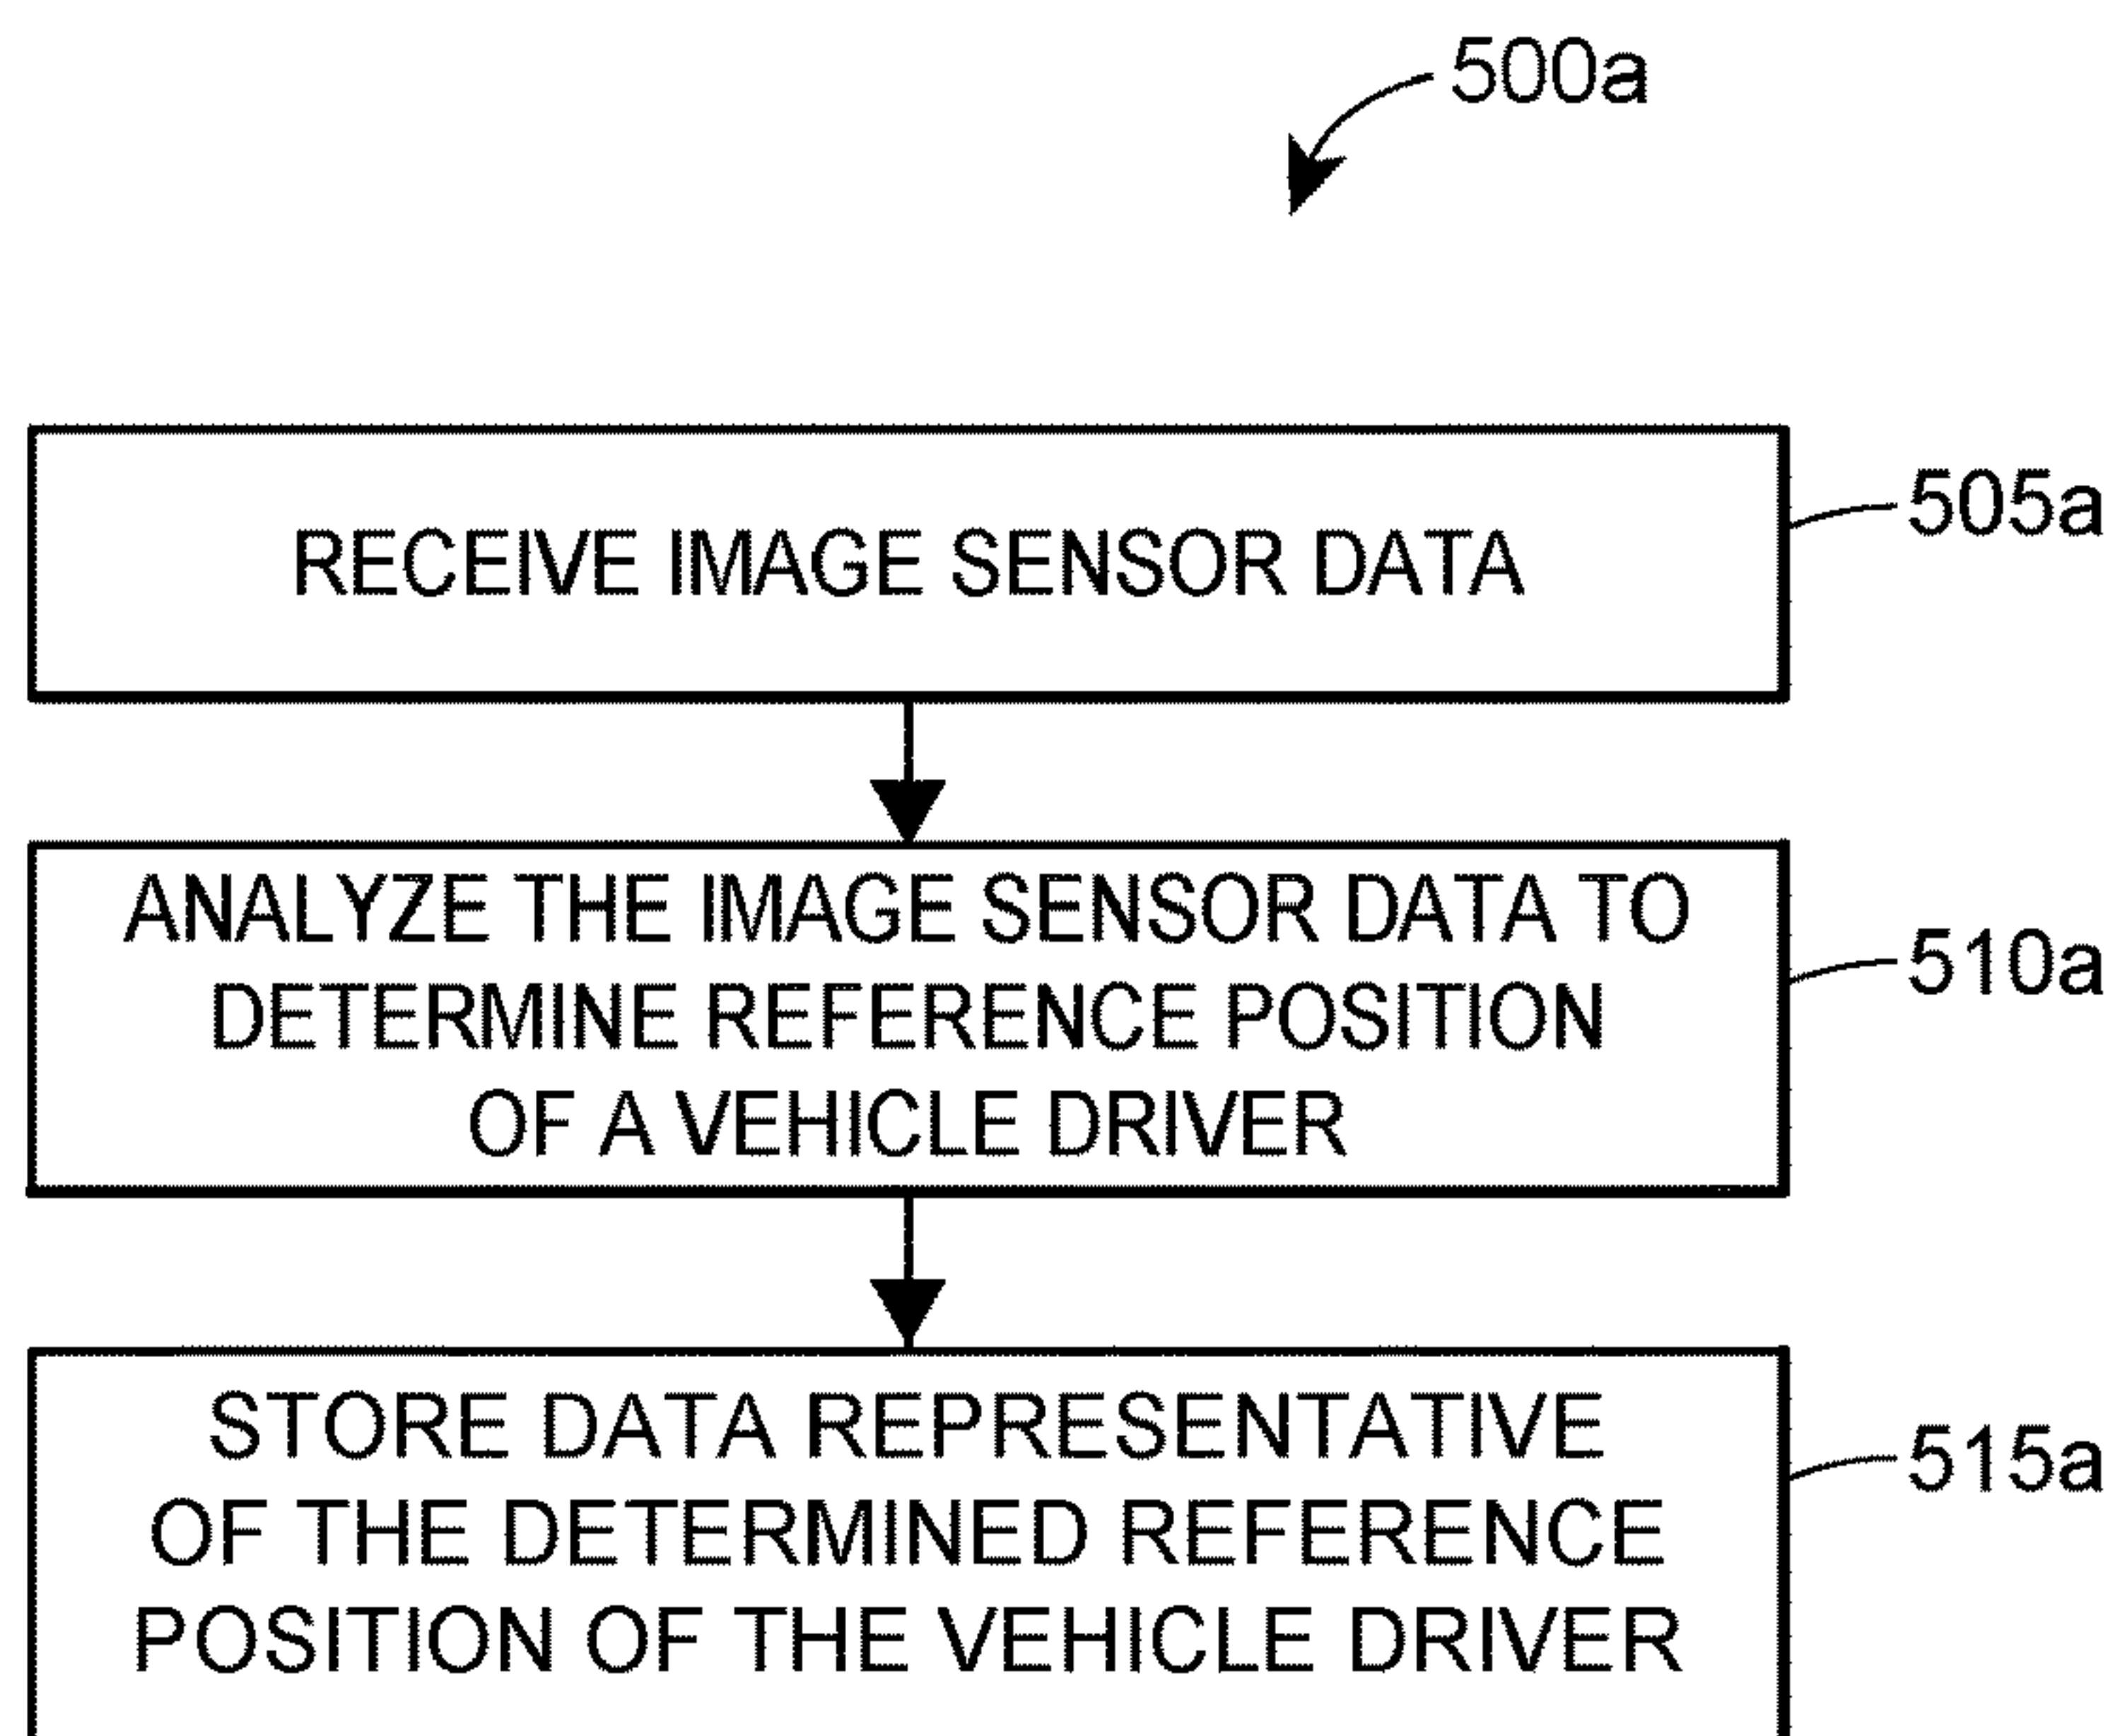 500a
RECEIVE IMAGE SENSOR DATA
505a
ANALYZE THE IMAGE SENSOR DATA TO
DETERMINE REFERENCE POSITION
OF A VEHICLE DRIVER
510a
STORE DATA REPRESENTATIVE
OF THE DETERMINED REFERENCE
POSITION OF THE VEHICLE DRIVER
515a